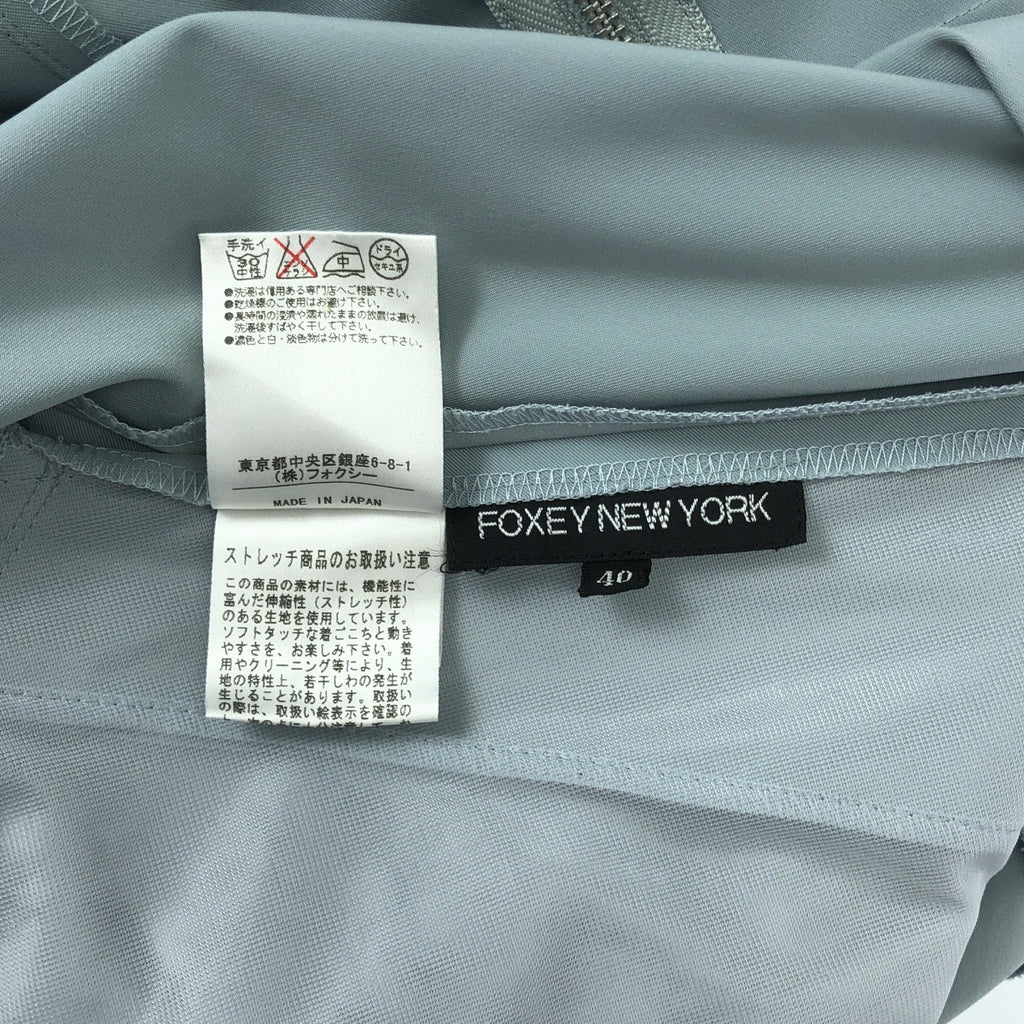 手洗イ
30
中性
エンソ
サラシ
中
ドライ
セキユ系
●洗濯は信用ある専門店へご相談下さい。
●乾燥機のご使用はお避け下さい。
●長時間の浸漬や濡れたままの放置は避け、
洗濯後すばやく干して下さい。
●濃色と白・淡色物は分けて洗って下さい。
東京都中央区銀座6-8-1
(株)フォクシー
MADE IN JAPAN
ストレッチ商品のお取扱い注意
この商品の素材には、機能性に
富んだ伸縮性(ストレッチ性)
のある生地を使用しています。
ソフトタッチな着ごこちと動き
やすさを、お楽しみ下さい。着
用やクリーニング等により、生
地の特性上、若干しわの発生が
生じることがあります。取扱い
の際は、取扱い絵表示を確認の
FOXEY NEW YORK
40